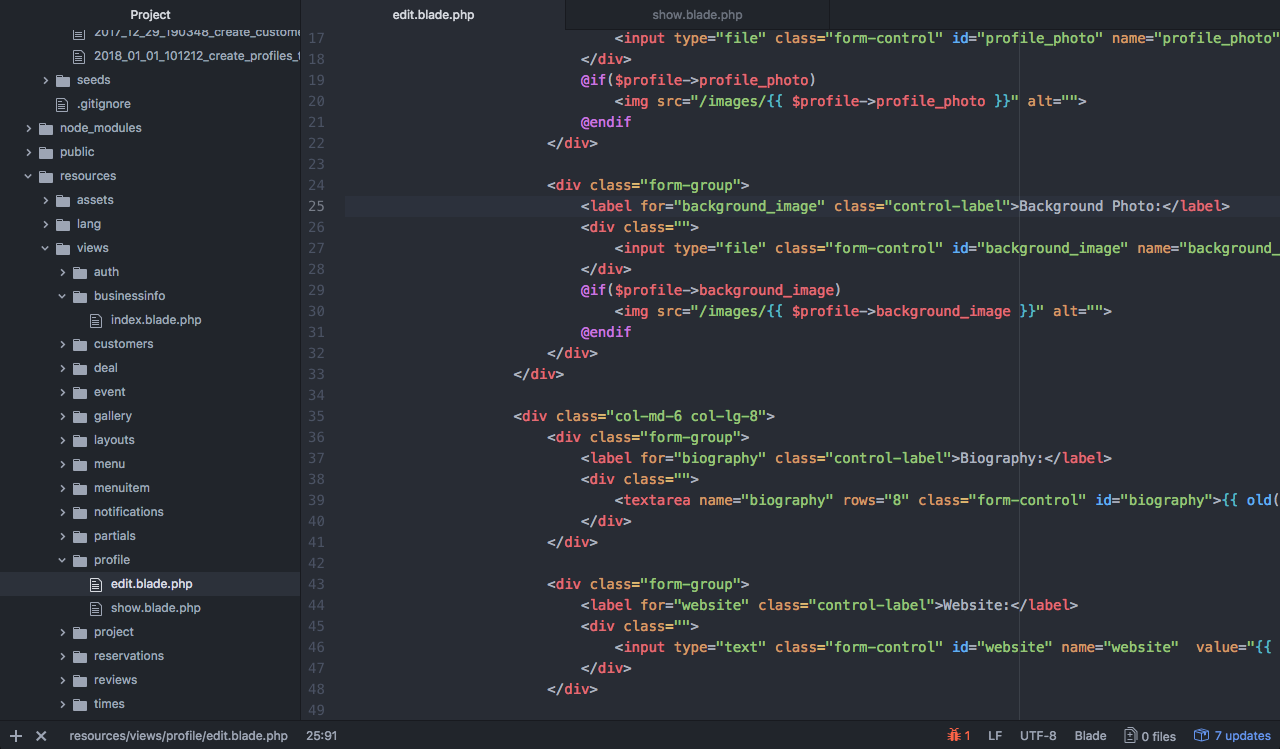 Project
2017_12_29_190348_create_custome
2018_01_01_101212_create_profiles_t
seeds
.gitignore
node_modules
public
resources
assets
lang
views
auth
businessinfo
index.blade.php
customers
deal
event
gallery
layouts
menu
menuitem
notifications
partials
profile
edit.blade.php
show.blade.php
project
reservations
reviews
times
edit.blade.php
show.blade.php
17 <input type="file" class="form-control" id="profile_photo" name="profile_photo"
18 </div>
19 @if($profile->profile_photo)
20 <img src="/images/{{ $profile->profile_photo }}" alt="">
21 @endif
22 </div>
23
24 <div class="form-group">
25 <label for="background_image" class="control-label">Background Photo:</label>
26 <div class="">
27 <input type="file" class="form-control" id="background_image" name="background_
28 </div>
29 @if($profile->background_image)
30 <img src="/images/{{ $profile->background_image }}" alt="">
31 @endif
32 </div>
33 </div>
34
35 <div class="col-md-6 col-lg-8">
36 <div class="form-group">
37 <label for="biography" class="control-label">Biography:</label>
38 <div class="">
39 <textarea name="biography" rows="8" class="form-control" id="biography">{{ old(
40 </div>
41 </div>
42
43 <div class="form-group">
44 <label for="website" class="control-label">Website:</label>
45 <div class="">
46 <input type="text" class="form-control" id="website" name="website"  value="{{
47 </div>
48 </div>
49
resources/views/profile/edit.blade.php 25:91 1 LF UTF-8 Blade 0 files 7 updates